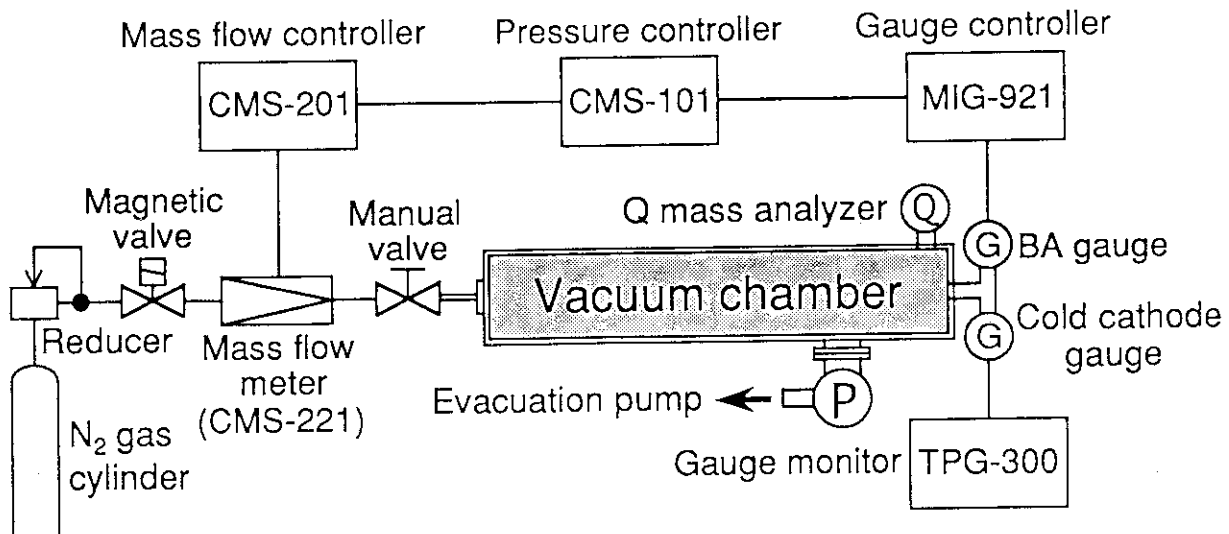 Mass flow controller
CMS-201
Pressure controller
CMS-101
Gauge controller
MIG-921
Magnetic
valve
Manual
valve
Q mass analyzer
Q
G
BA gauge
Vacuum chamber
Reducer
Mass flow
meter
(CMS-221)
G
Cold cathode
gauge
Evacuation pump
P
N₂ gas
cylinder
Gauge monitor
TPG-300